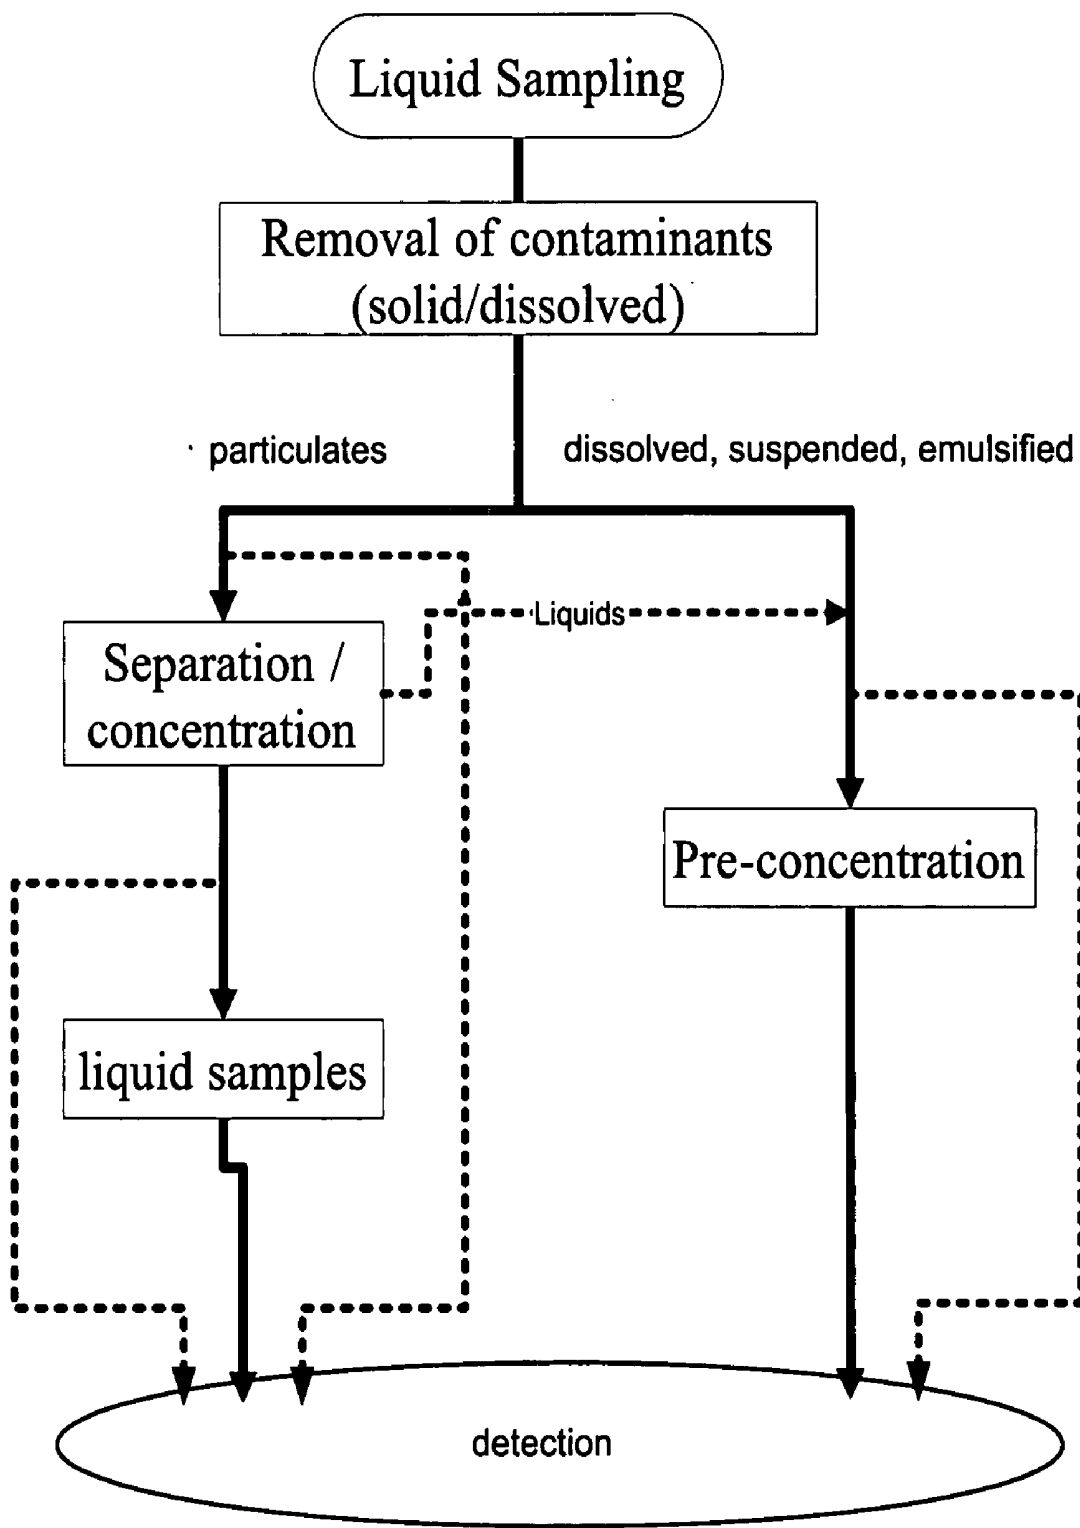 Liquid Sampling
Removal of contaminants
(solid/dissolved)
particulates
dissolved, suspended, emulsified
Liquids
Separation /
concentration
Pre-concentration
liquid samples
detection